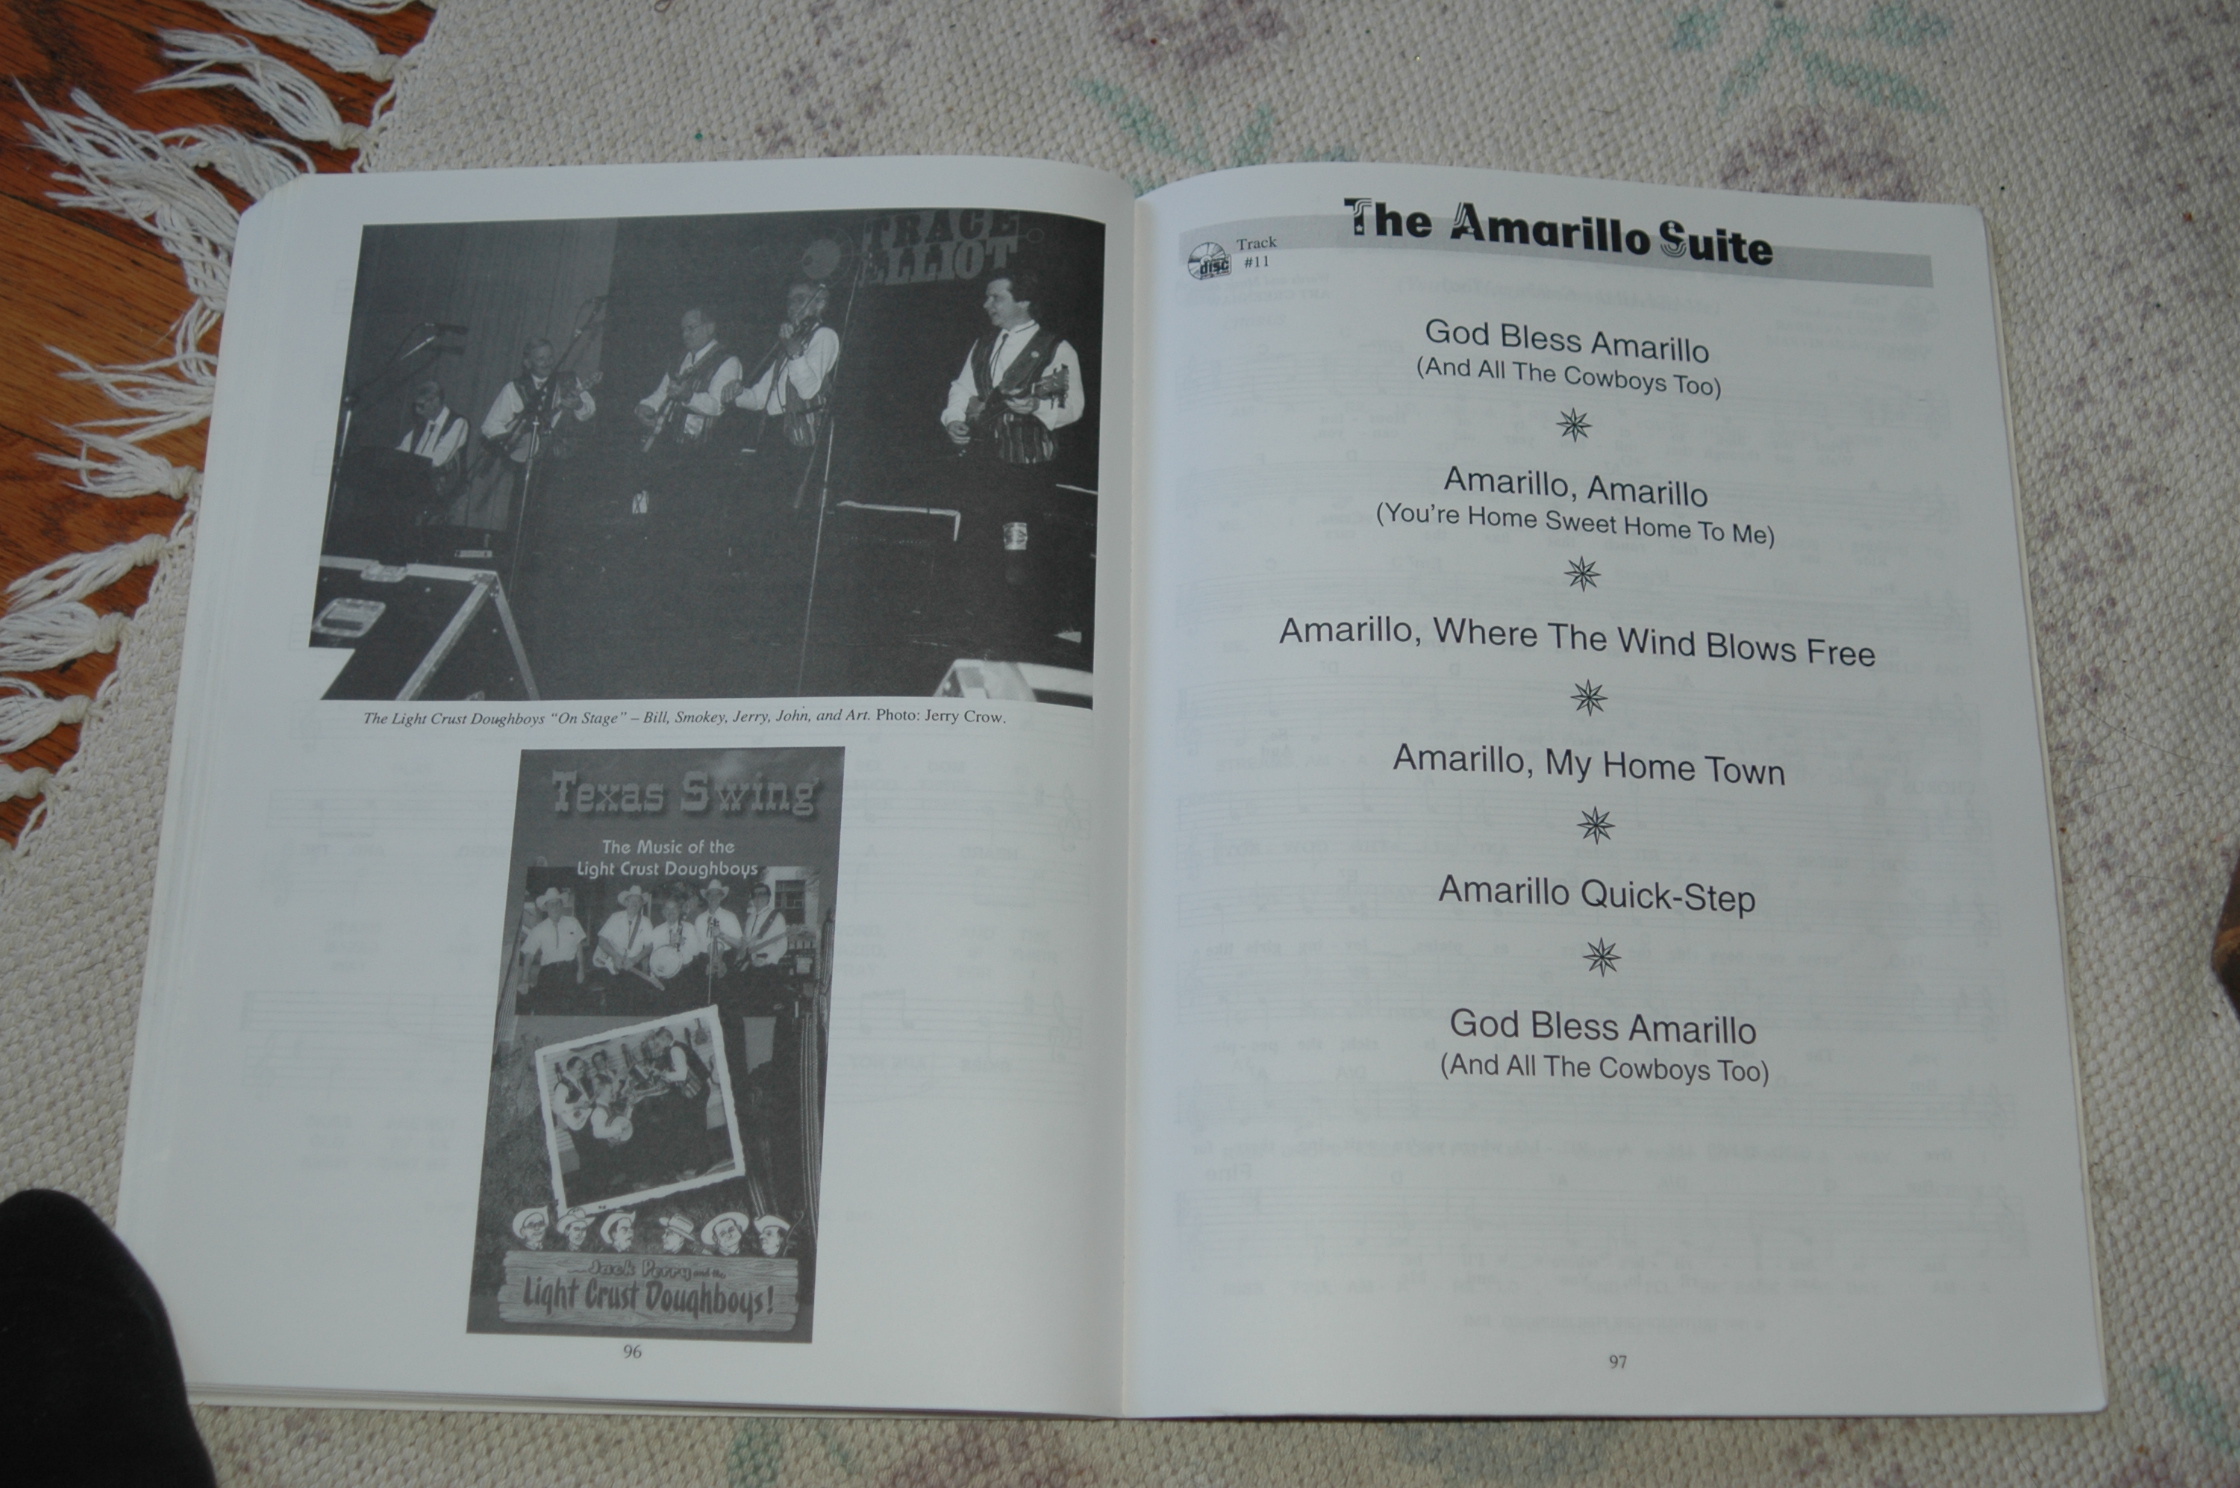 TRACE
ELLIOT
The Light Crust Doughboys “On Stage” – Bill, Smokey, Jerry, John, and Art. Photo: Jerry Crow.
Texas Swing
The Music of the
Light Crust Doughboys
Jack Perry and the
Light Crust Doughboys!
96
The Amarillo Suite
disc
Track
#11
God Bless Amarillo
(And All The Cowboys Too)
Amarillo, Amarillo
(You're Home Sweet Home To Me)
Amarillo, Where The Wind Blows Free
Amarillo, My Home Town
Amarillo Quick-Step
God Bless Amarillo
(And All The Cowboys Too)
97